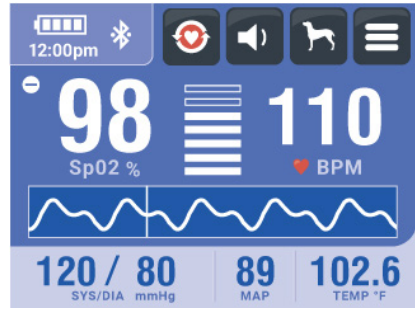 12:00pm
98
Sp02 %
110
BPM
120 / 80
SYS/DIA mmHg
89
MAP
102.6
TEMP °F